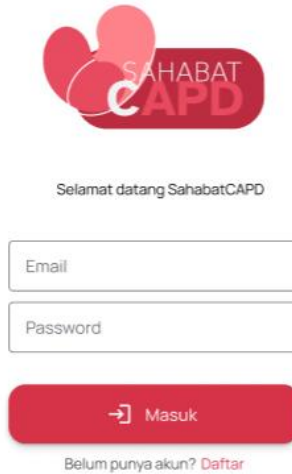 SAHABAT
CAPD
Selamat datang SahabatCAPD
Email
Password
Masuk
Belum punya akun? Daftar